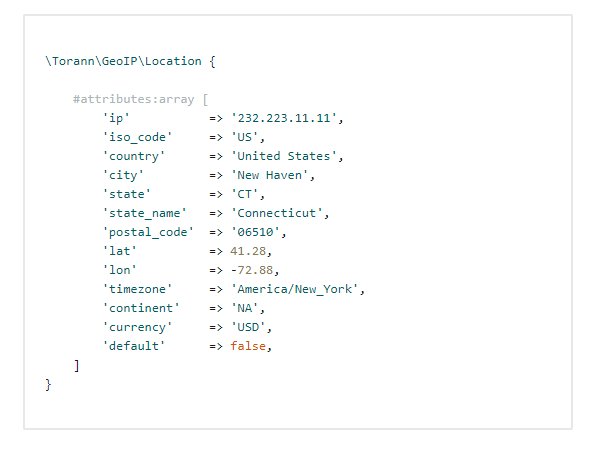 \Torann\GeoIP\Location {
#attributes:array [
'ip' => '232.223.11.11',
'iso_code' => 'US',
'country' => 'United States',
'city' => 'New Haven',
'state' => 'CT',
'state_name' => 'Connecticut',
'postal_code' => '06510',
'lat' => 41.28,
'lon' => -72.88,
'timezone' => 'America/New_York',
'continent' => 'NA',
'currency' => 'USD',
'default' => false,
]
}